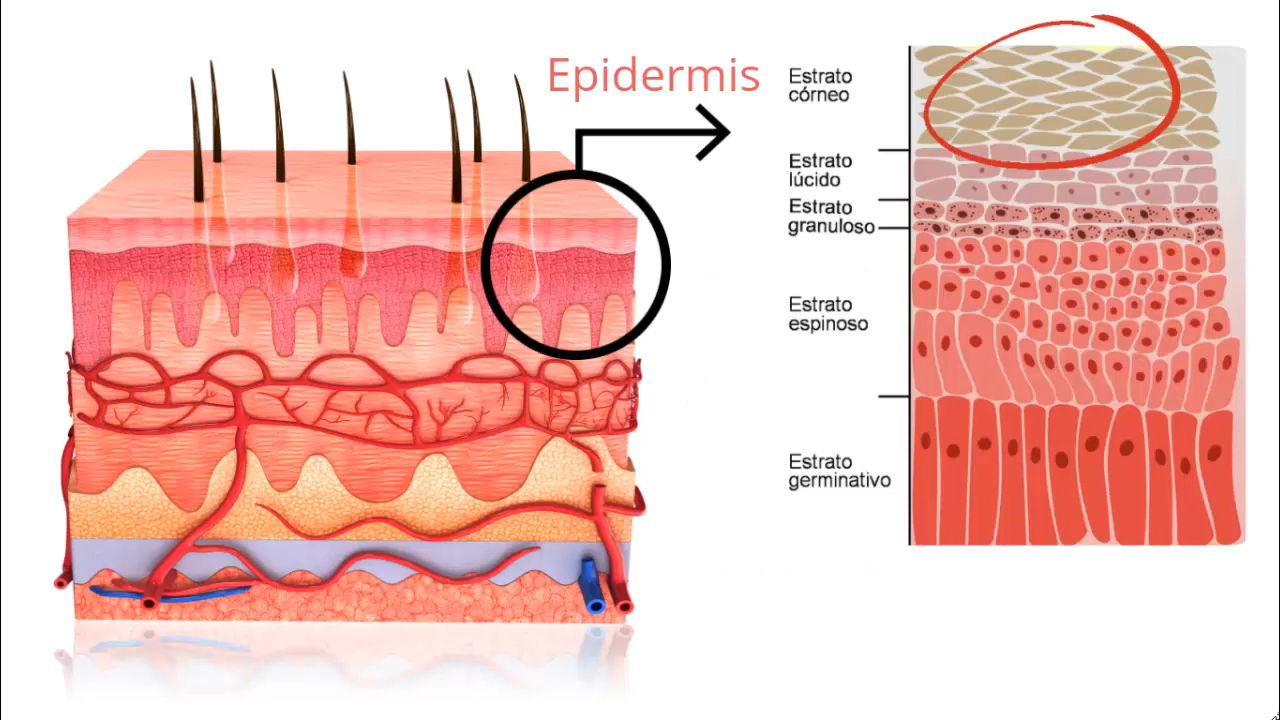 Epidermis
Estrato
córneo
Estrato
lúcido
Estrato
granuloso
Estrato
espinoso
Estrato
germinativo